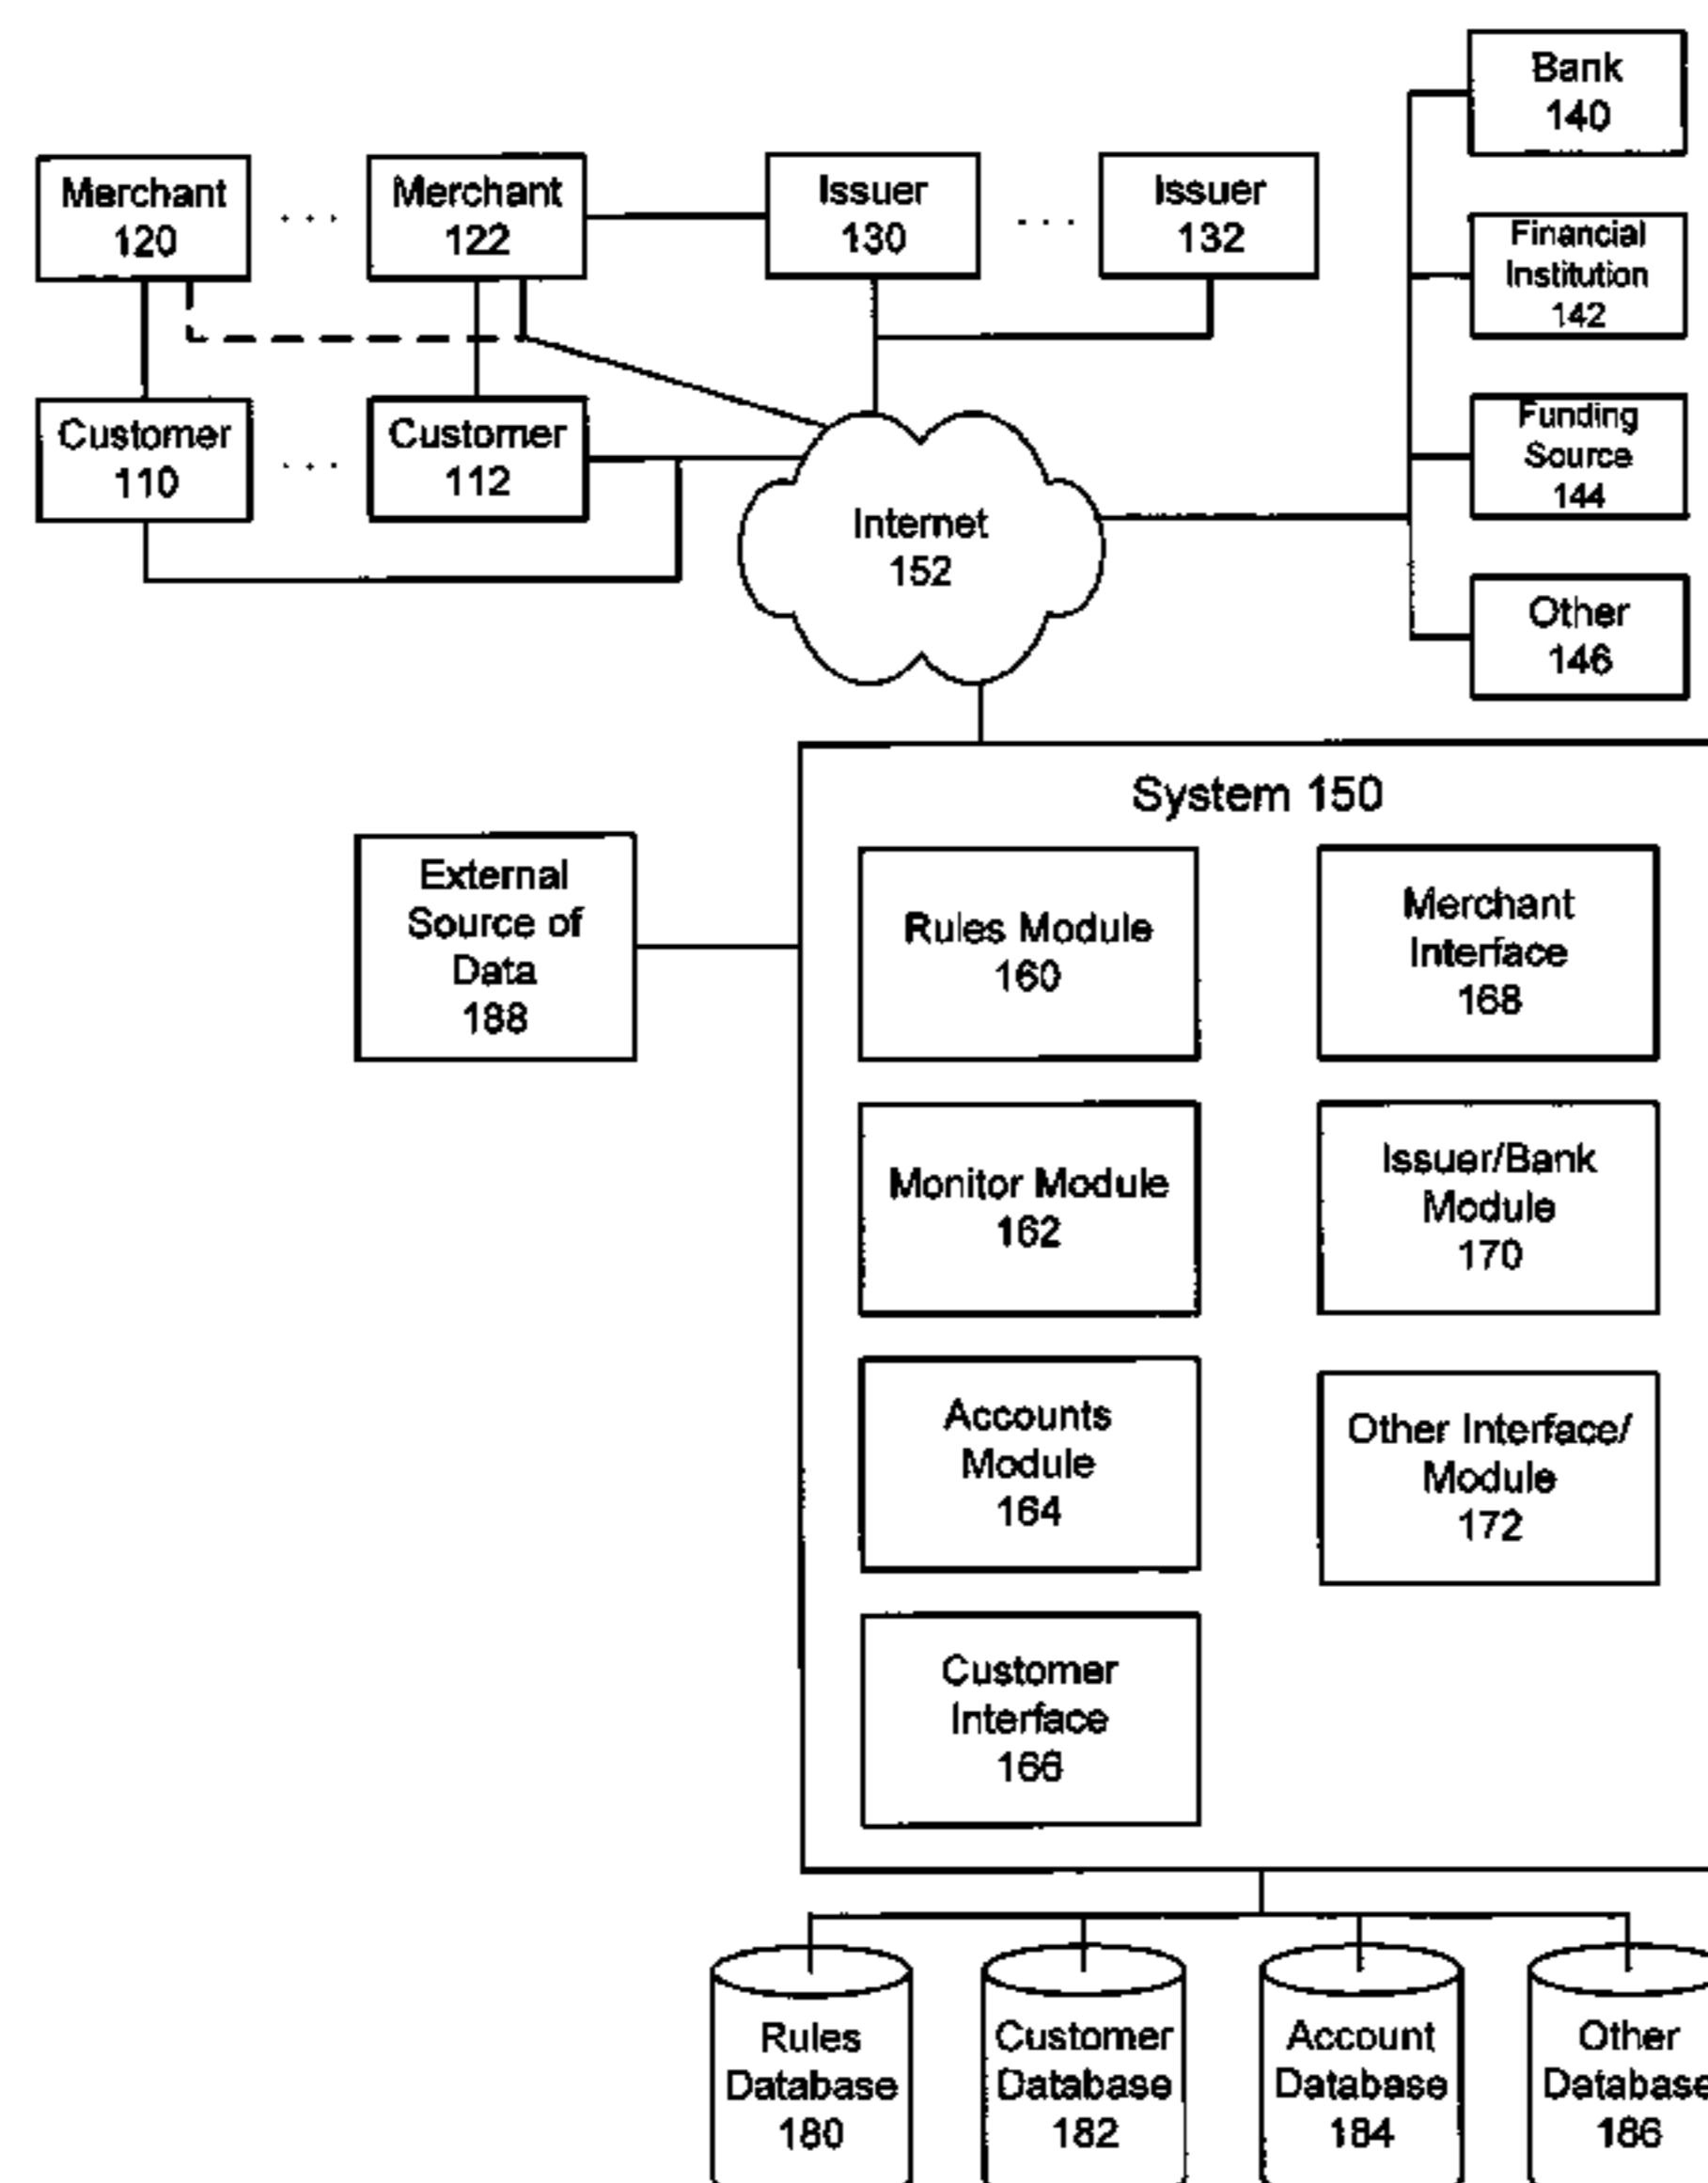 Bank
140
Merchant
120
. . .
Merchant
122
Issuer
130
. . .
Issuer
132
Financial
Institution
142
Customer
110
. . .
Customer
112
Funding
Source
144
Internet
152
Other
146
System 150
External
Source of
Data
188
Rules Module
160
Merchant
Interface
168
Monitor Module
162
Issuer/Bank
Module
170
Accounts
Module
164
Other Interface/
Module
172
Customer
Interface
166
Rules
Database
180
Customer
Database
182
Account
Database
184
Other
Database
186